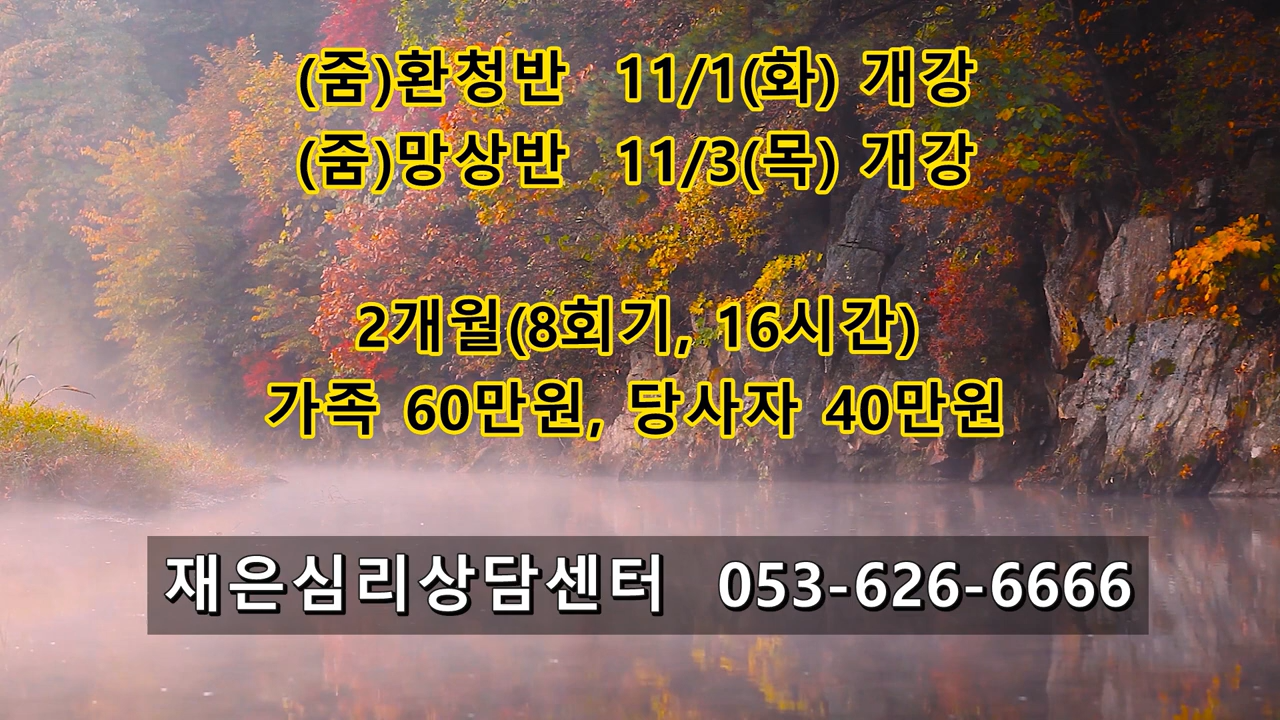 (줌)환청반 11/1(화) 개강
(줌)망상반 11/3(목) 개강
2개월(8회기, 16시간)
가족 60만원, 당사자 40만원
재은심리상담센터 053-626-6666